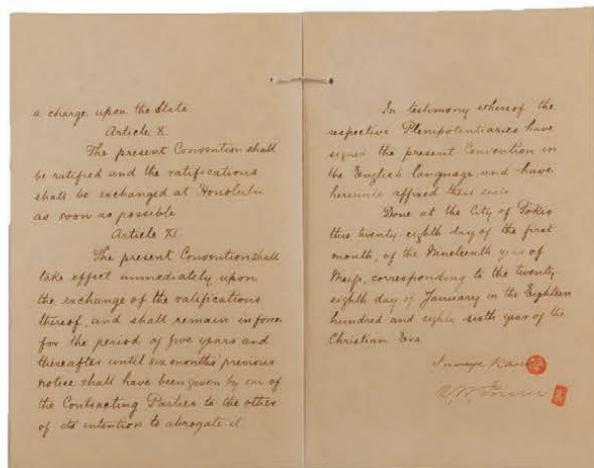 a charge upon the State
Article X.
The present Convention shall
be ratified and the ratifications
shall be exchanged at Honolulu
as soon as possible
Article XI
The present Convention shall
take effect immediately upon
the exchange of the ratifications
thereof, and shall remain in force
for the period of five years and
thereafter until six months' previous
notice shall have been given by one of
the Contracting Parties to the other
of its intention to abrogate it.
In testimony whereof the
respective Plenipotentiaries have
signed the present Convention in
the English language, and have
hereunto affixed their seals
Done at the City of Tokio
this twenty eighth day of the first
month, of the Nineteenth year of
Meiji, corresponding to the twenty
eighth day of January in the Eighteen
hundred and eighty sixth year of the
Christian Era
Inouye Kaoru
R. W. Irwin